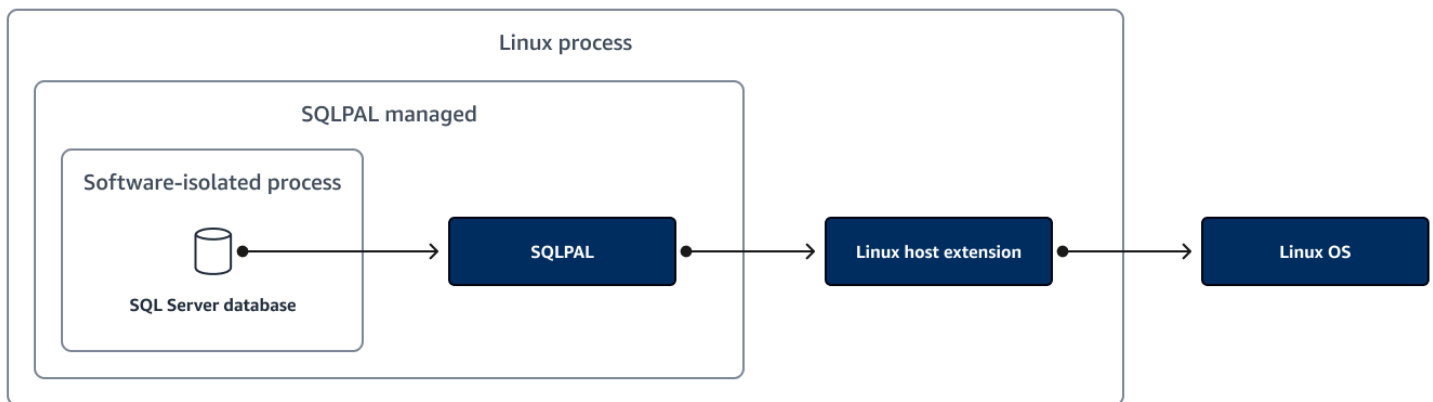 Linux process
SQLPAL managed
Software-isolated process
SQL Server database
SQLPAL
Linux host extension
Linux OS